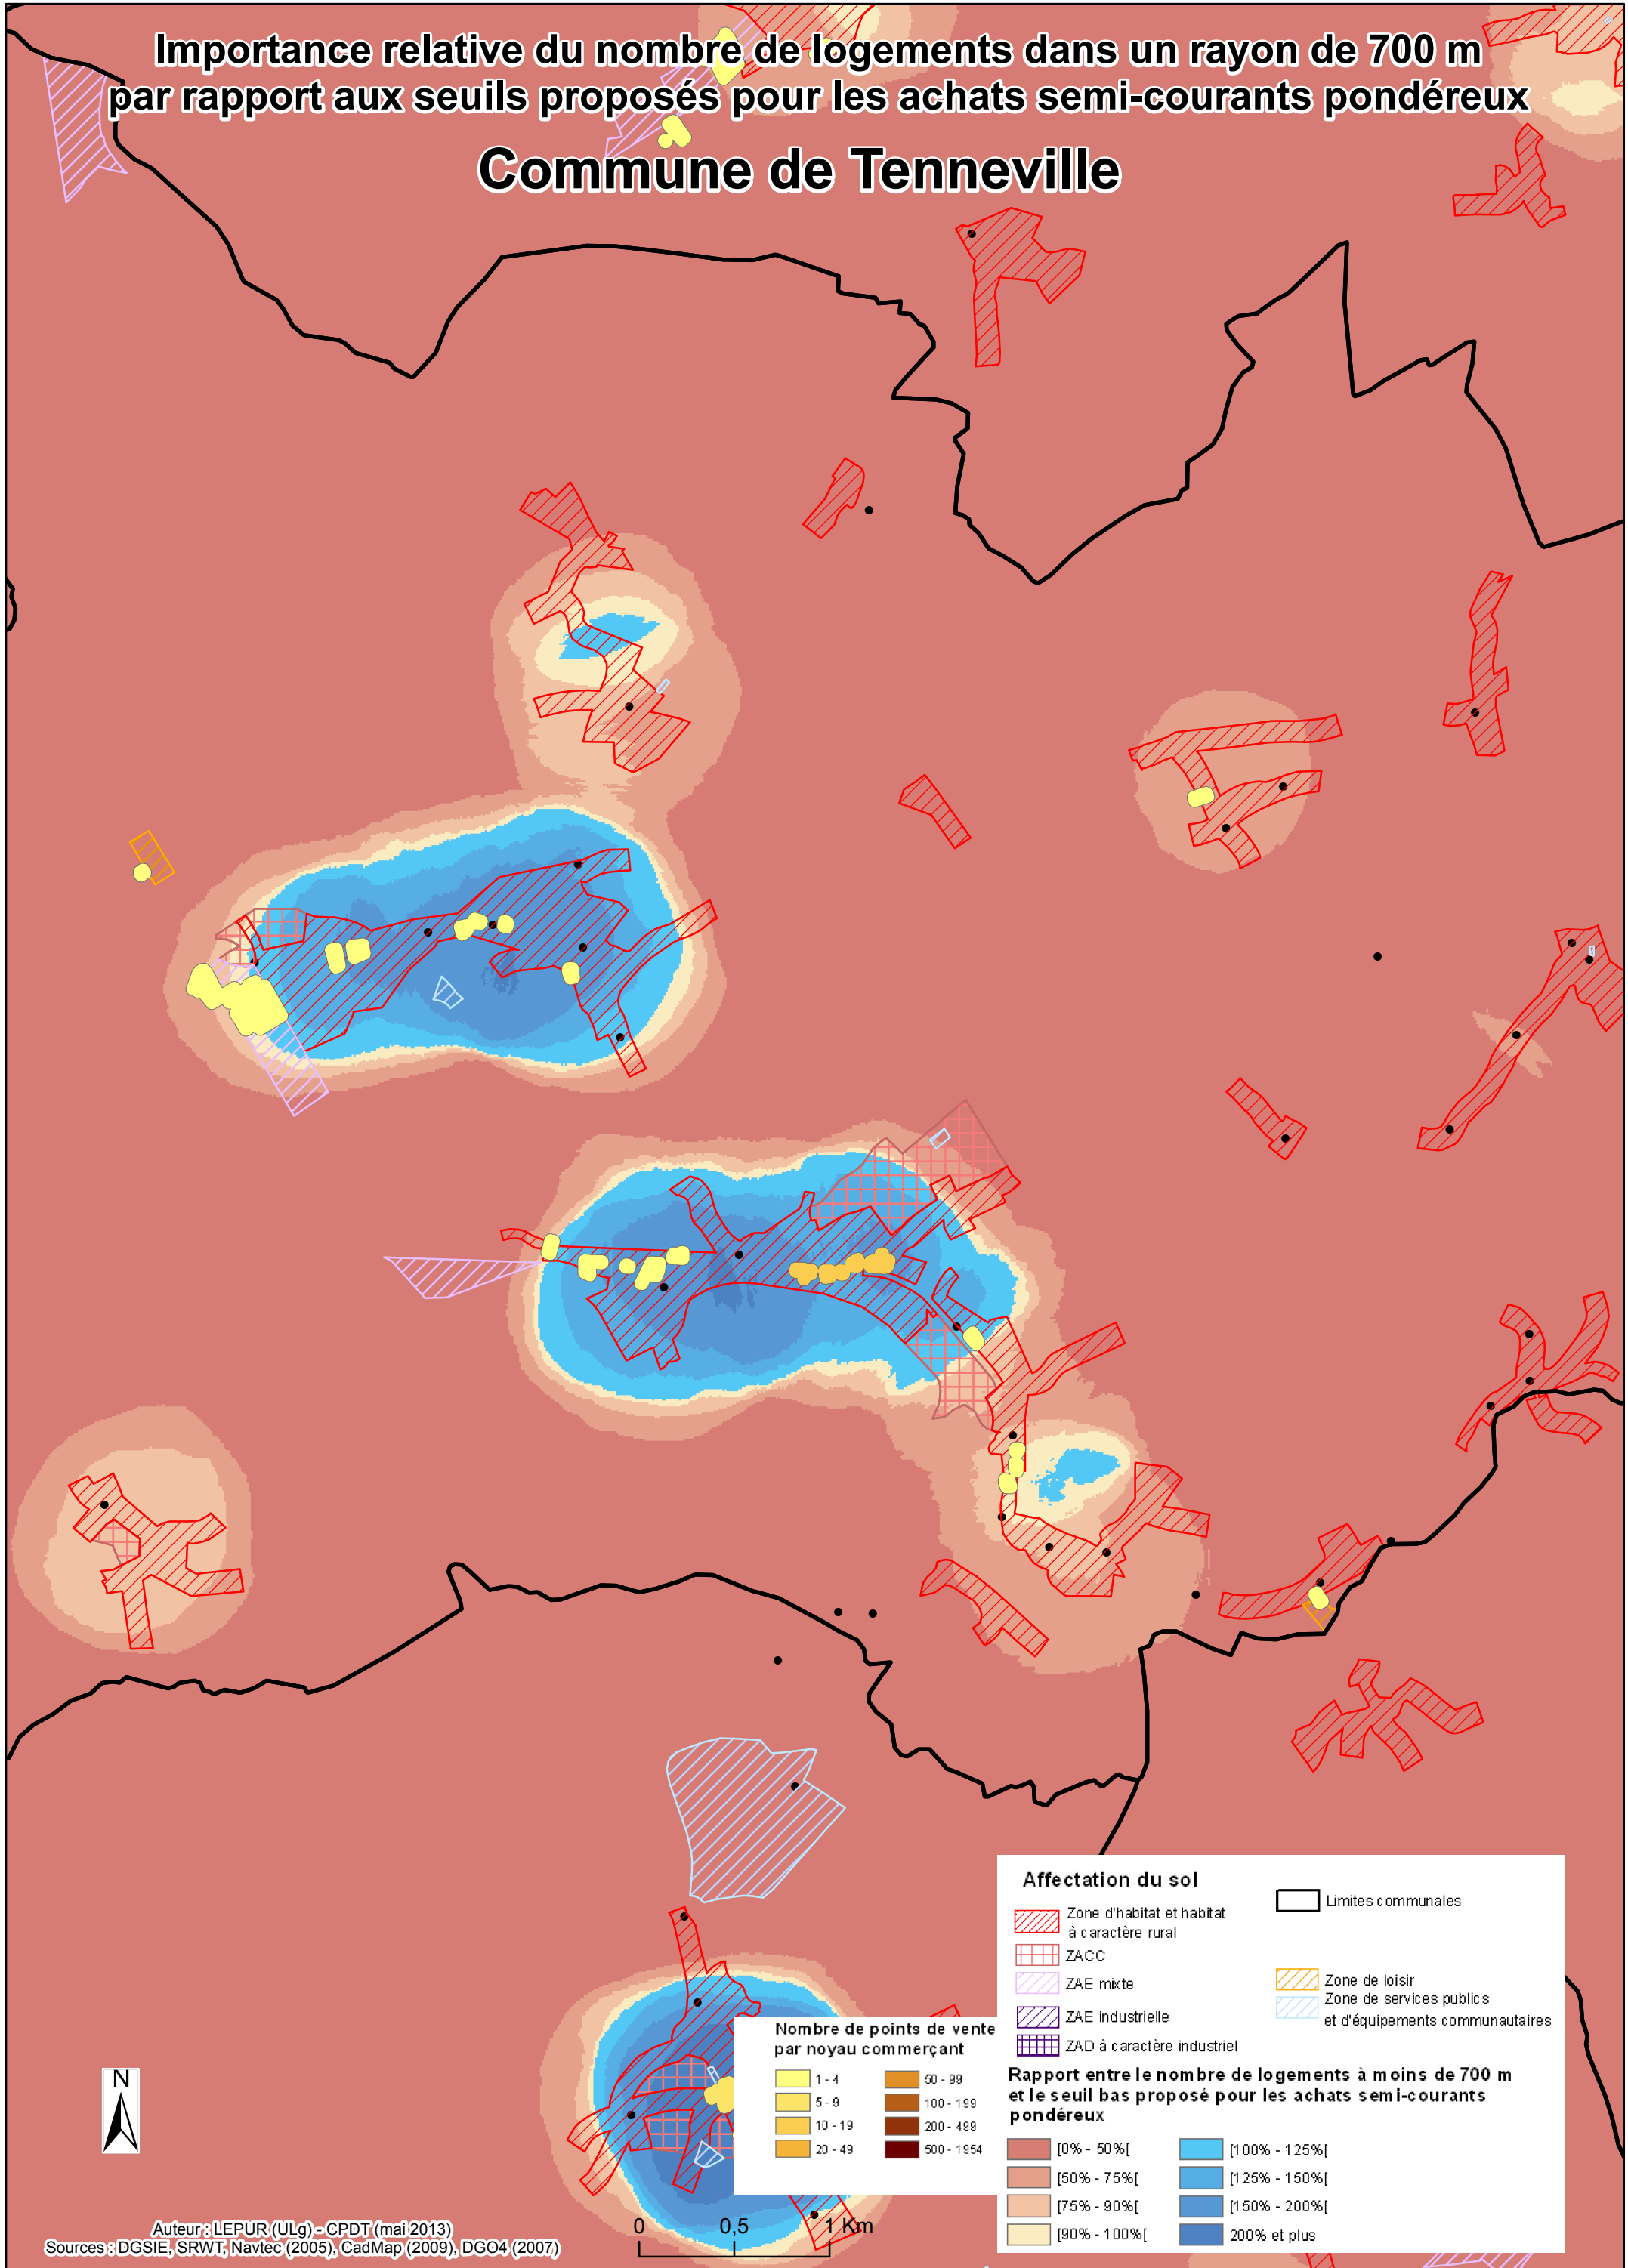 Importance relative du nombre de logements dans un rayon de 700 m
par rapport aux seuils proposés pour les achats semi-courants pondéreux
Commune de Tenneville
Affectation du sol
Zone d'habitat et habitat
à caractère rural
ZACC
ZAE mixte
ZAE industrielle
ZAD à caractère industriel
Limites communales
Zone de loisir
Zone de services publics
et d'équipements communautaires
Nombre de points de vente
par noyau commerçant
1 - 4
5 - 9
10 - 19
20 - 49
50 - 99
100 - 199
200 - 499
500 - 1954
Rapport entre le nombre de logements à moins de 700 m
et le seuil bas proposé pour les achats semi-courants
pondéreux
[0% - 50%[
[50% - 75%[
[75% - 90%[
[90% - 100%[
[100% - 125%[
[125% - 150%[
[150% - 200%[
200% et plus
N
Auteur : LEPUR (ULg) - CPDT (mai 2013)
Sources : DGSIE, SRWT, Navtec (2005), CadMap (2009), DGO4 (2007)
0 0,5 1 Km